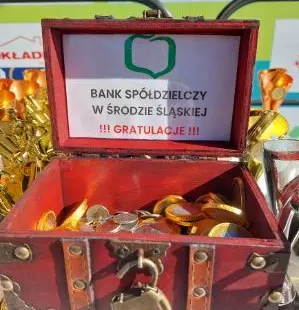 BANK SPÓŁDZIELCZY
W ŚRODZIE ŚLĄSKIEJ
!!! GRATULACJE !!!